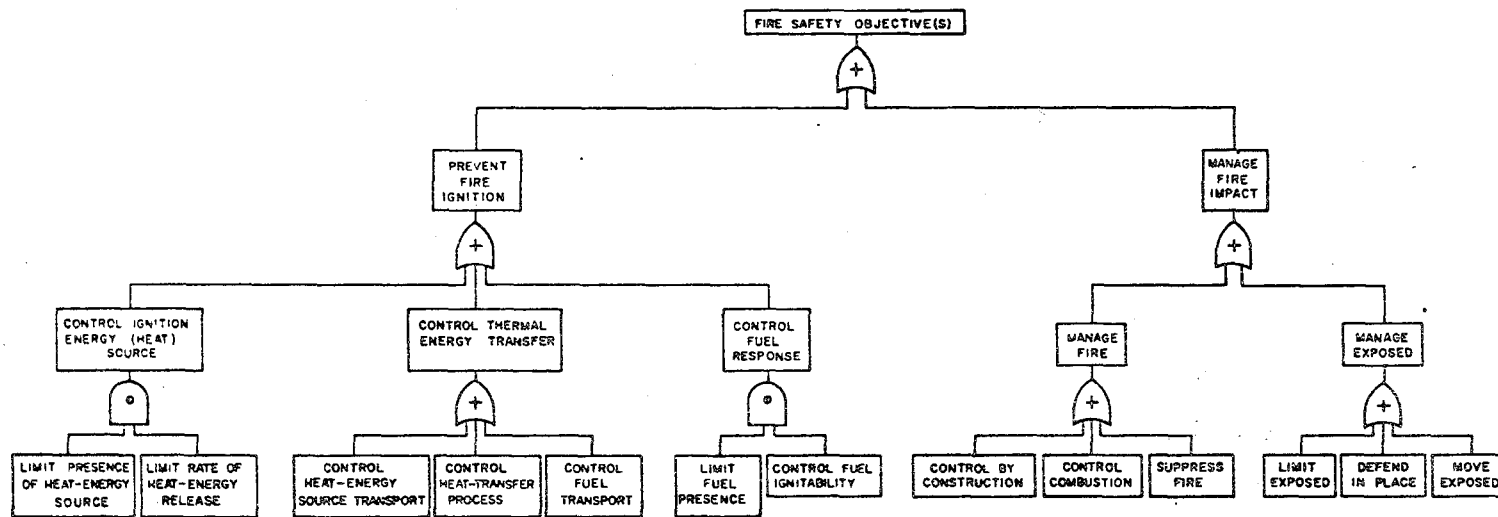 FIRE SAFETY OBJECTIVE(S)
+
PREVENT
FIRE
IGNITION
MANAGE
FIRE
IMPACT
+
+
CONTROL IGNITION
ENERGY (HEAT)
SOURCE
CONTROL THERMAL
ENERGY TRANSFER
CONTROL
FUEL
RESPONSE
MANAGE
FIRE
MANAGE
EXPOSED
+
+
+
LIMIT PRESENCE
OF HEAT-ENERGY
SOURCE
LIMIT RATE OF
HEAT-ENERGY
RELEASE
CONTROL
HEAT-ENERGY
SOURCE TRANSPORT
CONTROL
HEAT-TRANSFER
PROCESS
CONTROL
FUEL
TRANSPORT
LIMIT
FUEL
PRESENCE
CONTROL FUEL
IGNITABILITY
CONTROL BY
CONSTRUCTION
CONTROL
COMBUSTION
SUPPRESS
FIRE
LIMIT
EXPOSED
DEFEND
IN PLACE
MOVE
EXPOSED